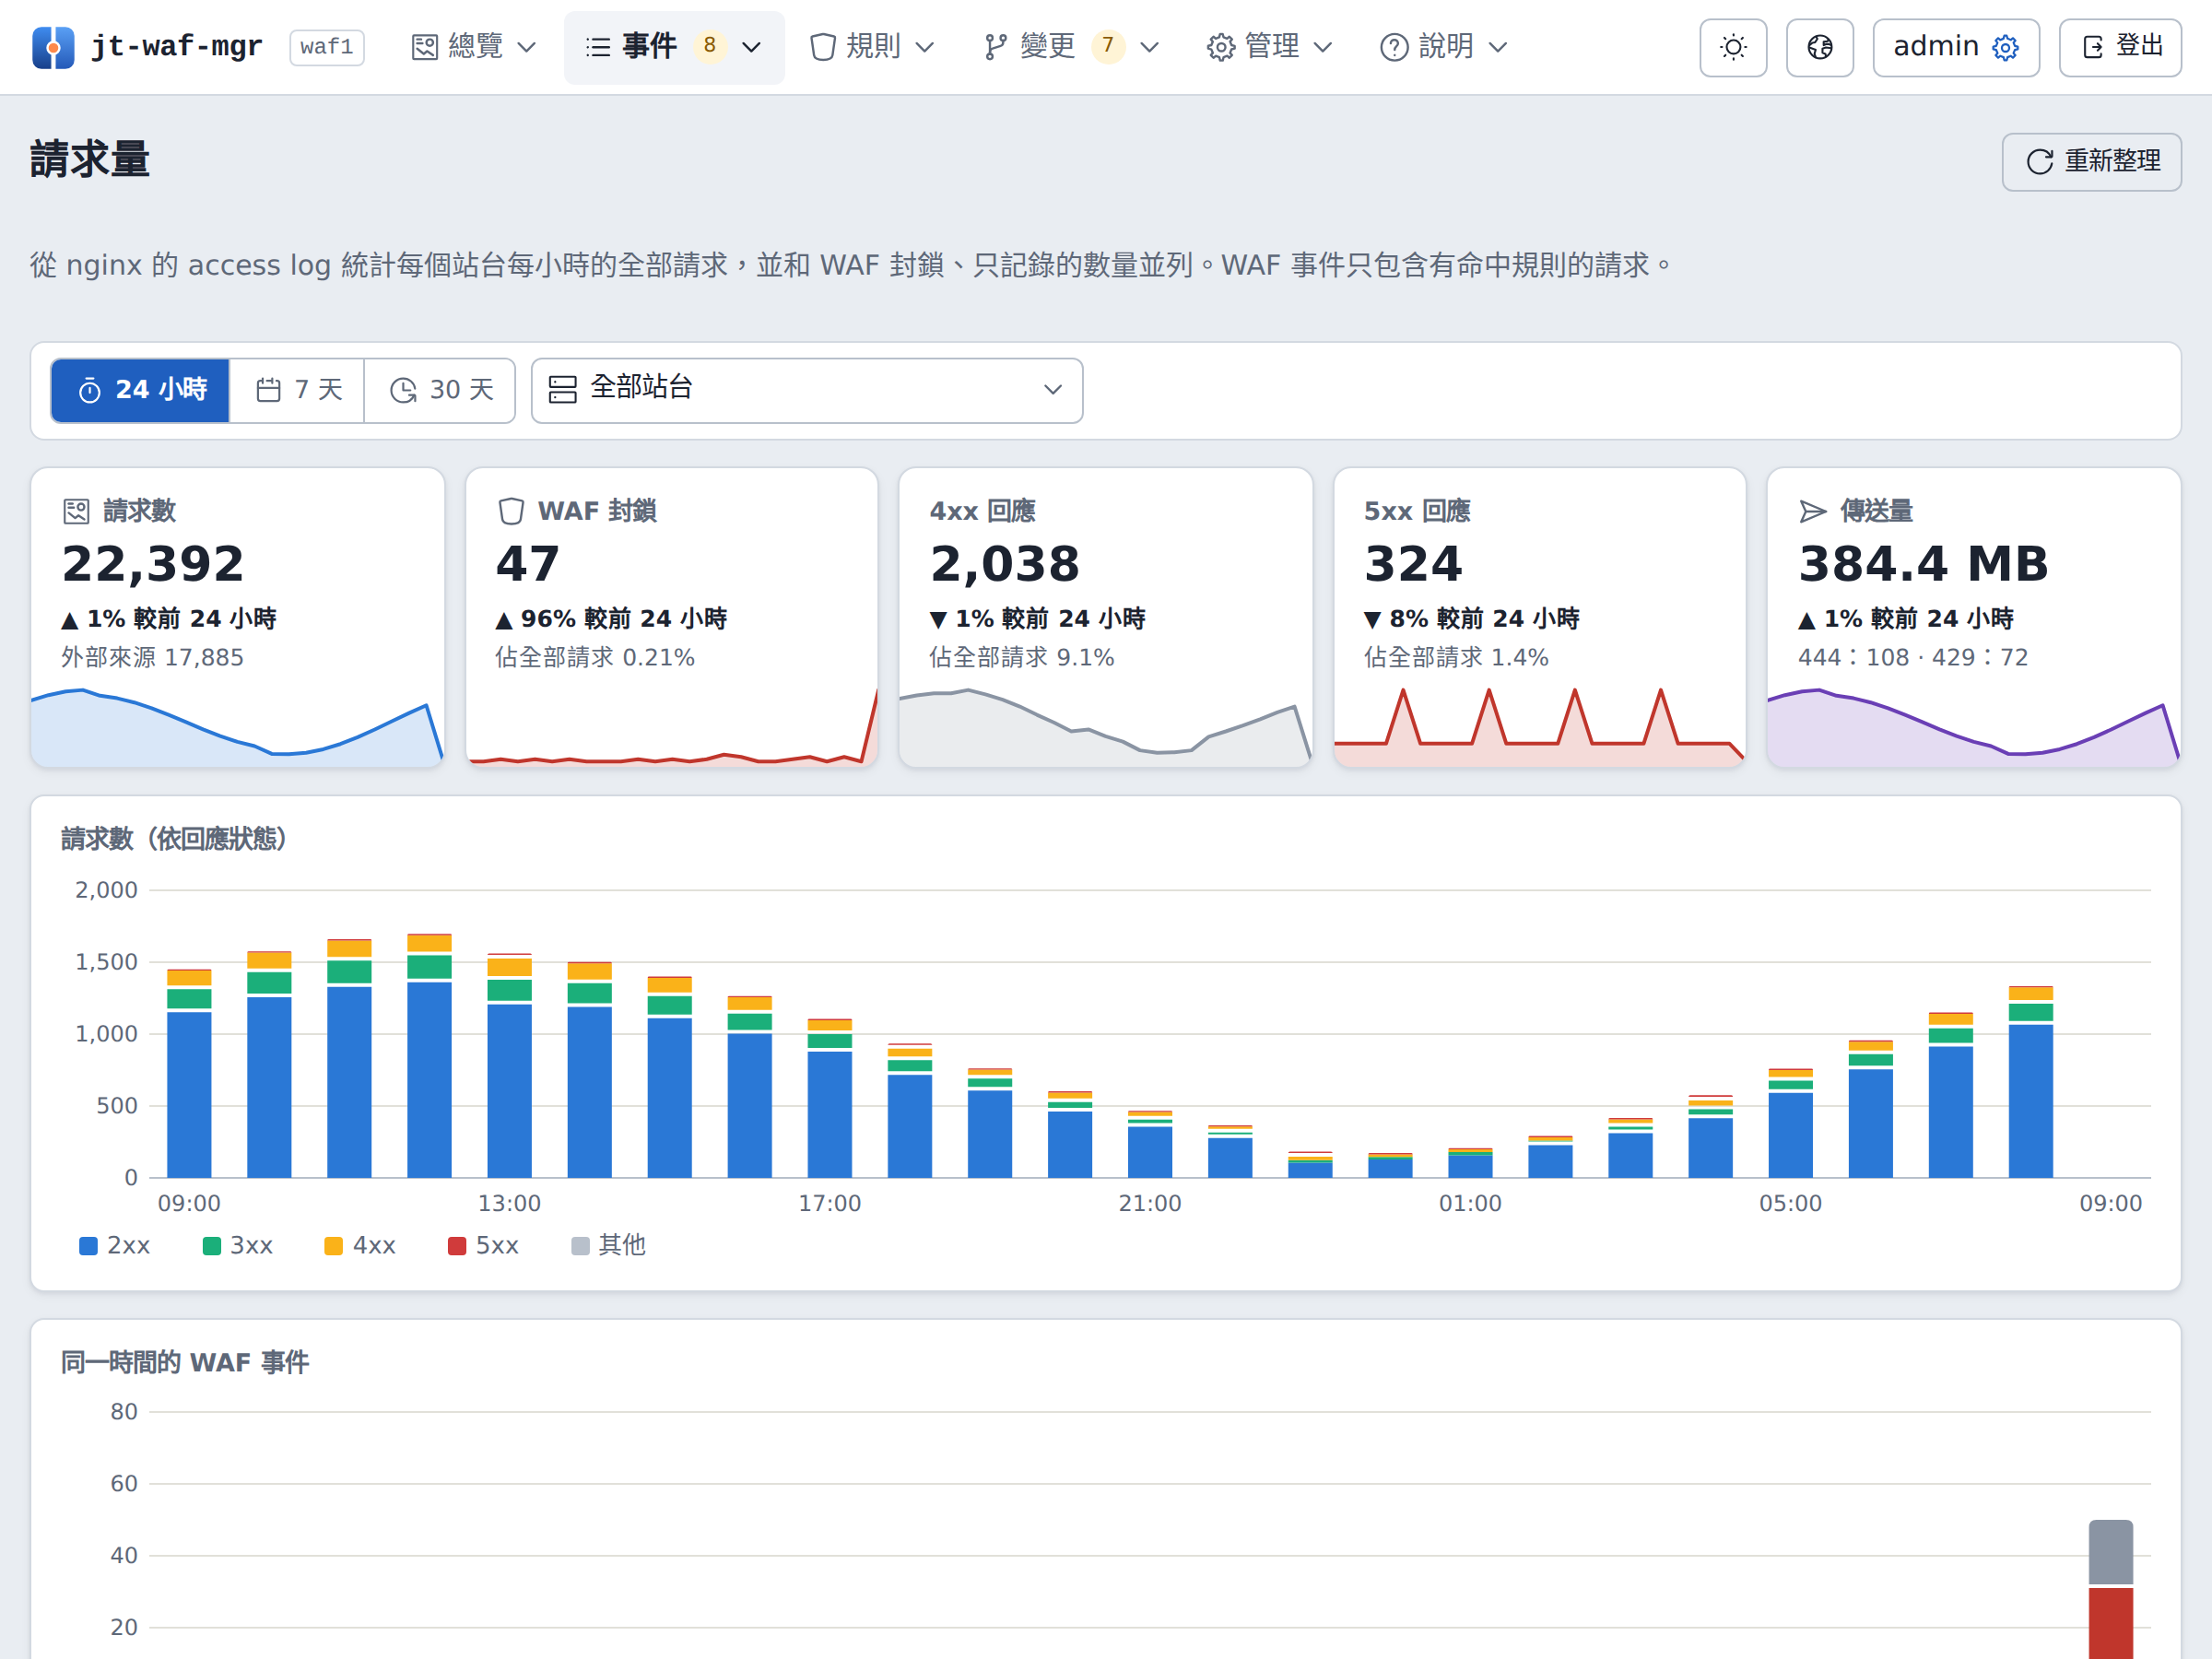 jt-waf-mgr waf1 總覽 事件 8 規則 變更 7 管理 說明 admin 登出
請求量 重新整理
從 nginx 的 access log 統計每個站台每小時的全部請求，並和 WAF 封鎖、只記錄的數量並列。WAF 事件只包含有命中規則的請求。
24 小時 7 天 30 天 全部站台
請求數 WAF 封鎖 4xx 回應 5xx 回應 傳送量
22,392 47 2,038 324 384.4 MB
▲ 1% 較前 24 小時 ▲ 96% 較前 24 小時 ▼ 1% 較前 24 小時 ▼ 8% 較前 24 小時 ▲ 1% 較前 24 小時
外部來源 17,885 佔全部請求 0.21% 佔全部請求 9.1% 佔全部請求 1.4% 444：108 · 429：72
請求數（依回應狀態）
2,000
1,500
1,000
500
0
09:00 13:00 17:00 21:00 01:00 05:00 09:00
2xx 3xx 4xx 5xx 其他
同一時間的 WAF 事件
80
60
40
20